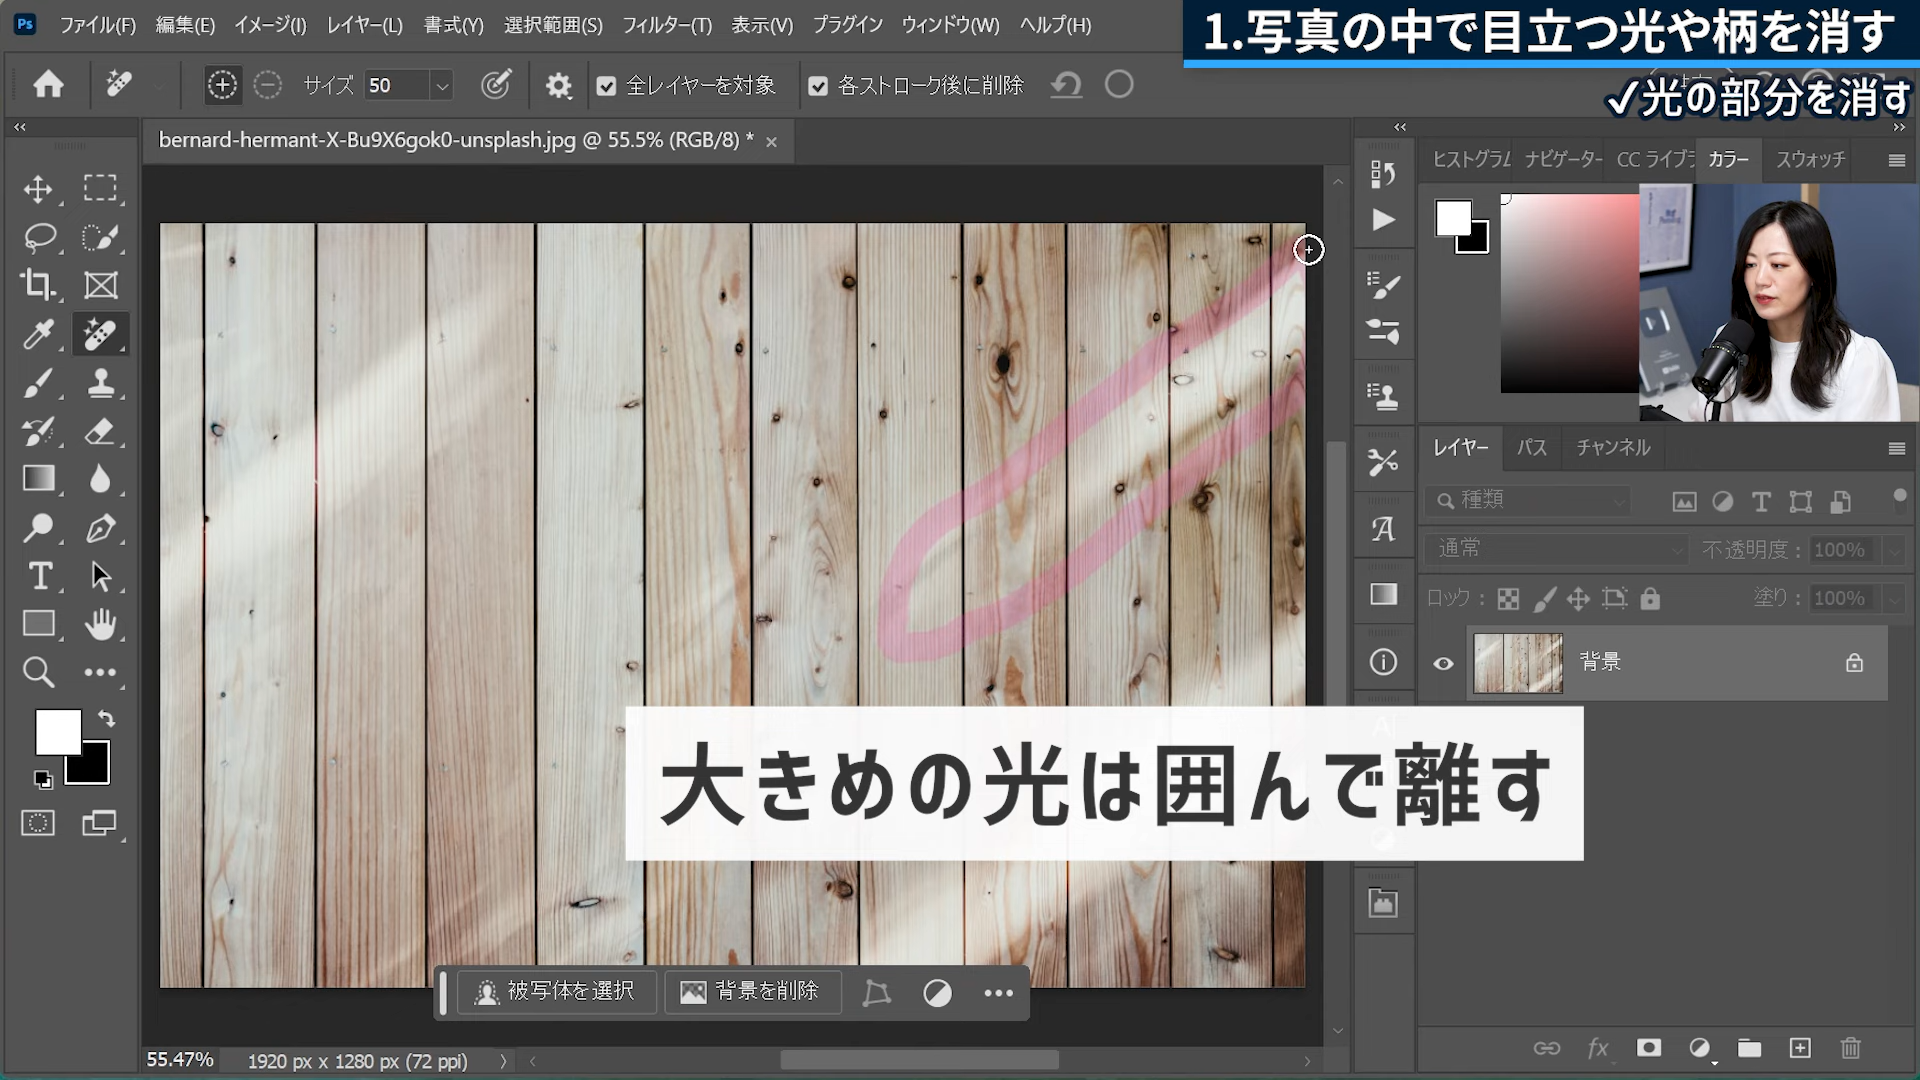 Ps ファイル(F) 編集(E) イメージ(I) レイヤー(L) 書式(Y) 選択範囲(S) フィルター(T) 表示(V) プラグイン ウィンドウ(W) ヘルプ(H)
1.写真の中で目立つ光や柄を消す
サイズ 50 全レイヤーを対象 各ストローク後に削除
✓光の部分を消す
bernard-hermant-X-Bu9X6gok0-unsplash.jpg @ 55.5% (RGB/8) *
ヒストグラム ナビゲーター CC ライブラ カラー スウォッチ
レイヤー パス チャンネル
種類
通常 不透明度： 100%
ロック： 塗り： 100%
背景
大きめの光は囲んで離す
被写体を選択 背景を削除
55.47% 1920 px x 1280 px (72 ppi)